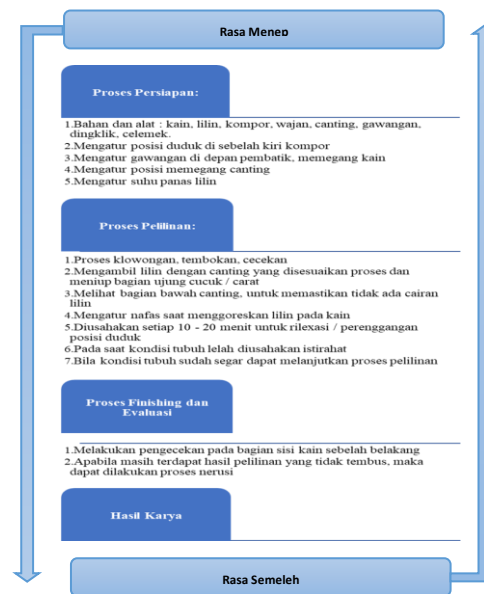 Rasa Menep
Proses Persiapan:
1.Bahan dan alat : kain, lilin, kompor, wajan, canting, gawangan,
dingklik, celemek.
2.Mengatur posisi duduk di sebelah kiri kompor
3.Mengatur gawangan di depan pembatik, memegang kain
4.Mengatur posisi memegang canting
5.Mengatur suhu panas lilin
Proses Pelilinan:
1.Proses klowongan, tembokan, cecekan
2.Mengambil lilin dengan canting yang disesuaikan proses dan
meniup bagian ujung cucuk / carat
3.Melihat bagian bawah canting, untuk memastikan tidak ada cairan
lilin
4.Mengatur nafas saat menggoreskan lilin pada kain
5.Diusahakan setiap 10 - 20 menit untuk rilexasi / perenggangan
posisi duduk
6.Pada saat kondisi tubuh lelah diusahakan istirahat
7.Bila kondisi tubuh sudah segar dapat melanjutkan proses pelilinan
Proses Finishing dan
Evaluasi
1.Melakukan pengecekan pada bagian sisi kain sebelah belakang
2.Apabila masih terdapat hasil pelilinan yang tidak tembus, maka
dapat dilakukan proses nerusi
Hasil Karya
Rasa Semeleh